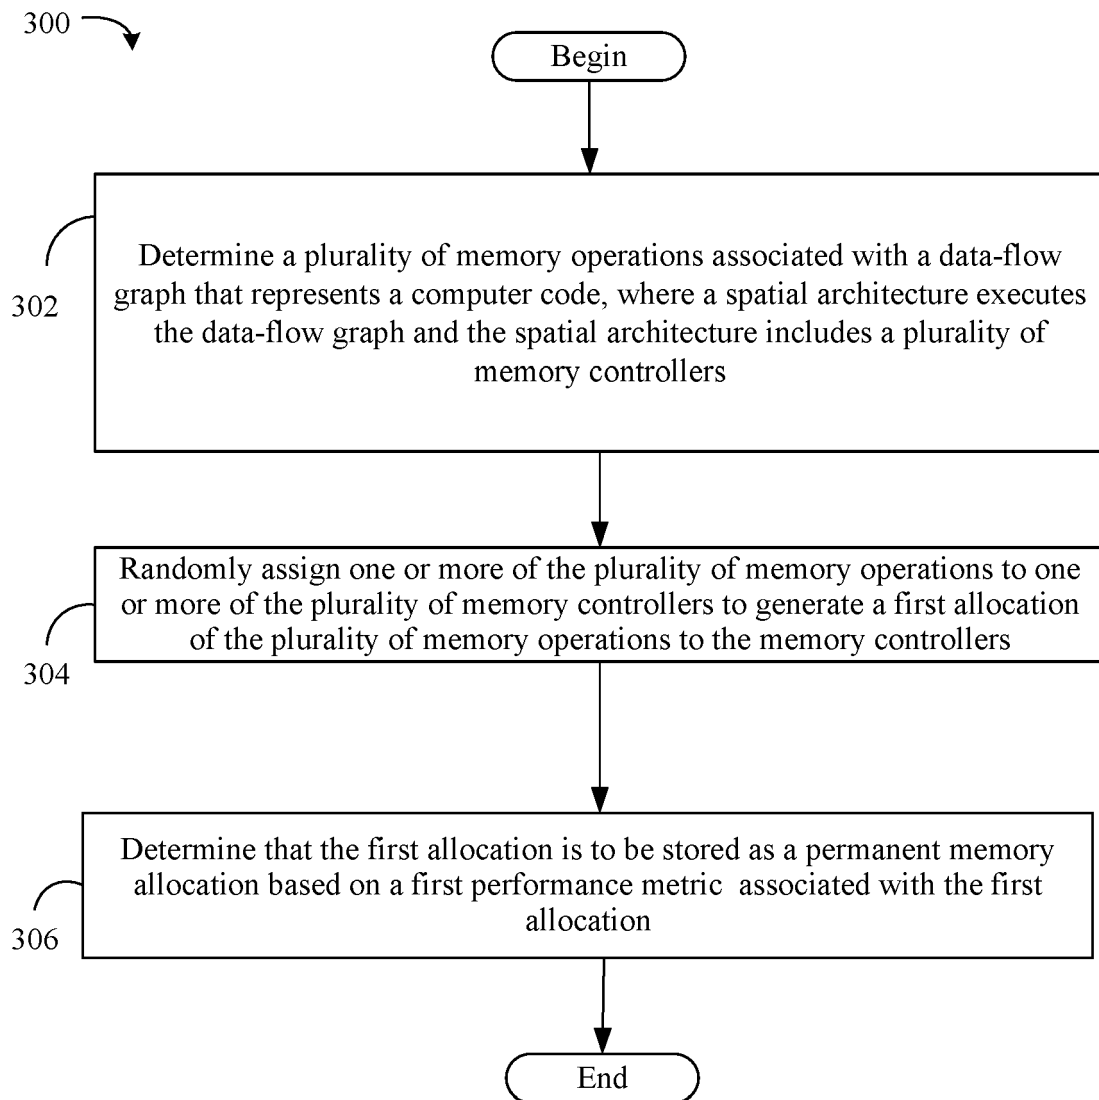 300
Begin
Determine a plurality of memory operations associated with a data-flow
graph that represents a computer code, where a spatial architecture executes
the data-flow graph and the spatial architecture includes a plurality of
memory controllers
302
Randomly assign one or more of the plurality of memory operations to one
or more of the plurality of memory controllers to generate a first allocation
of the plurality of memory operations to the memory controllers
304
Determine that the first allocation is to be stored as a permanent memory
allocation based on a first performance metric associated with the first
allocation
306
End